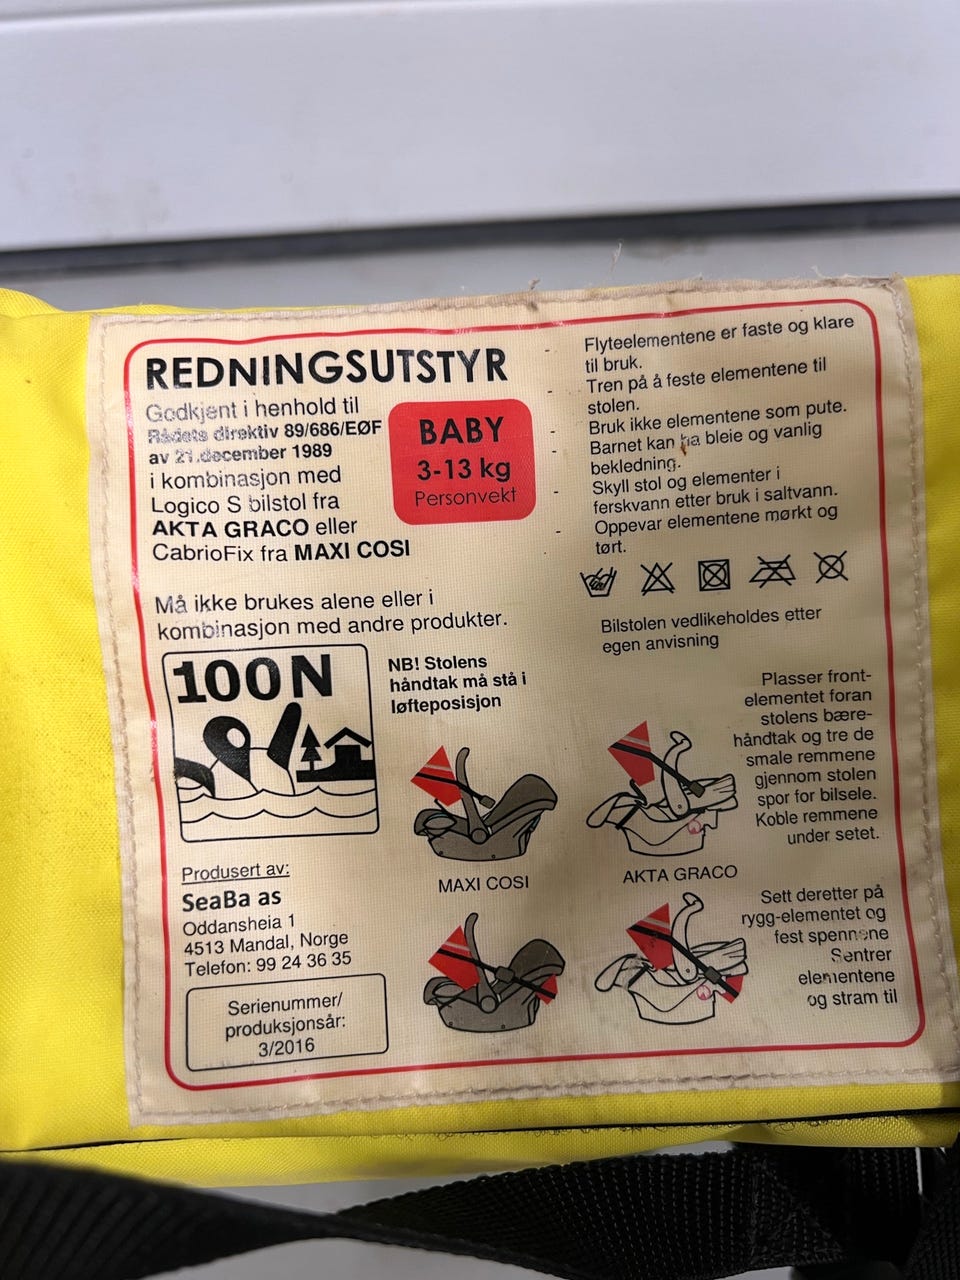 REDNINGSUTSTYR
Godkjent i henhold til
Rådets direktiv 89/686/EØF
av 21.december 1989
i kombinasjon med
Logico S bilstol fra
AKTA GRACO eller
CabrioFix fra MAXI COSI
BABY
3-13 kg
Personvekt
Må ikke brukes alene eller i
kombinasjon med andre produkter.
100N
NB! Stolens
håndtak må stå i
løfteposisjon
Produsert av:
SeaBa as
Oddansheia 1
4513 Mandal, Norge
Telefon: 99 24 36 35
Serienummer/
produksjonsår:
3/2016
- Flyteelementene er faste og klare
til bruk.
- Tren på å feste elementene til
stolen.
- Bruk ikke elementene som pute.
- Barnet kan ha bleie og vanlig
bekledning.
- Skyll stol og elementer i
ferskvann etter bruk i saltvann.
- Oppevar elementene mørkt og
tørt.
Bilstolen vedlikeholdes etter
egen anvisning
Plasser front-
elementet foran
stolens bære-
håndtak og tre de
smale remmene
gjennom stolen
spor for bilsele.
Koble remmene
under setet.
MAXI COSI
AKTA GRACO
Sett deretter på
rygg-elementet og
fest spennene
Sentrer
elementene
og stram til